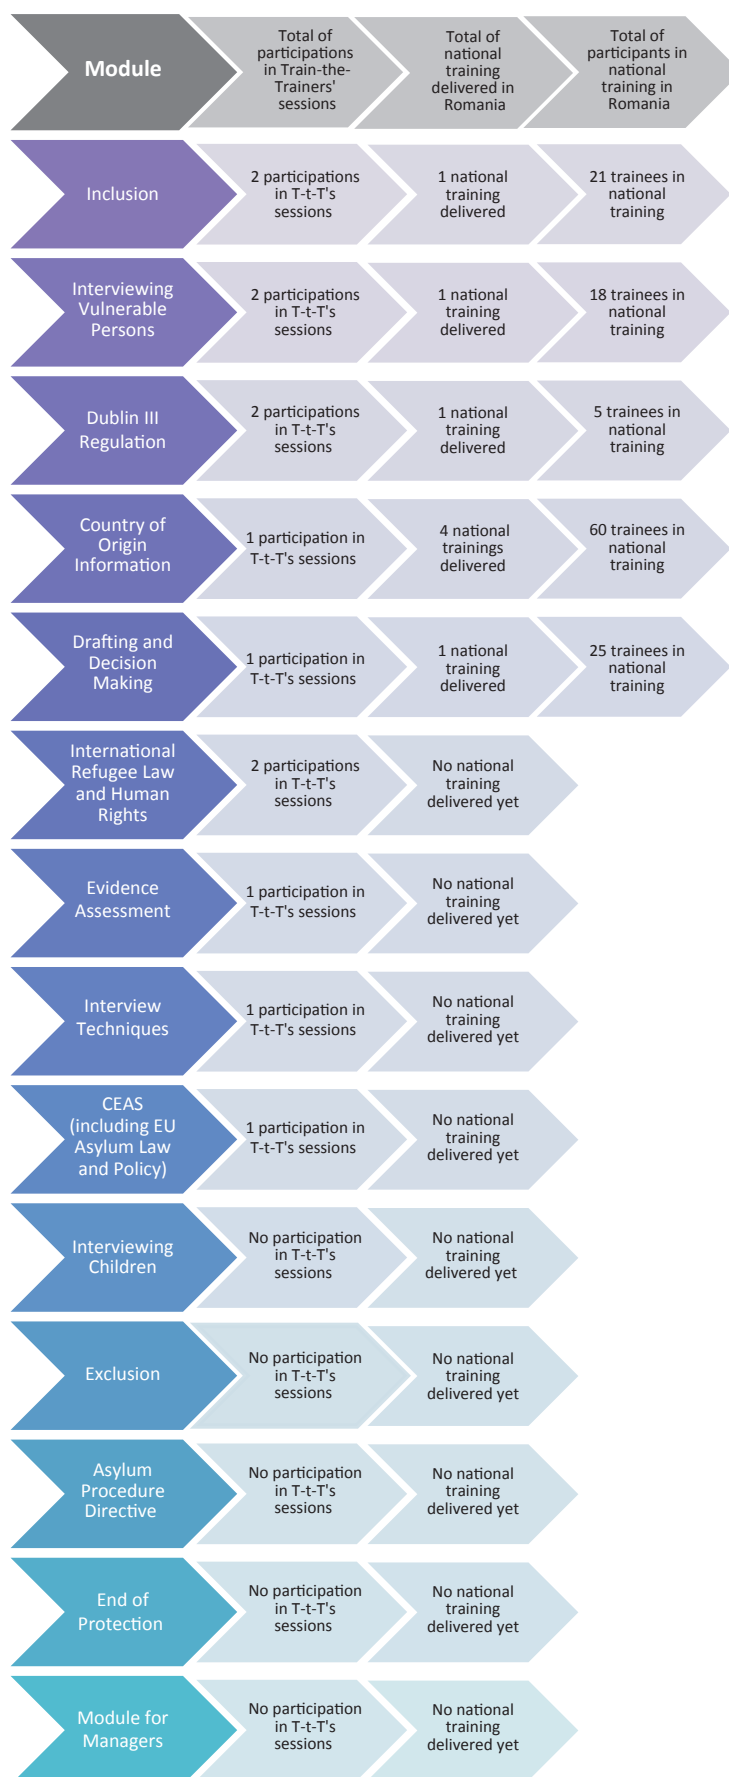 Module
Total of
participations
in Train-the-
Trainers'
sessions
Total of
national
training
delivered in
Romania
Total of
participants in
national
training in
Romania
Inclusion
2 participations
in T-t-T's
sessions
1 national
training
delivered
21 trainees in
national
training
Interviewing
Vulnerable
Persons
2 participations
in T-t-T's
sessions
1 national
training
delivered
18 trainees in
national
training
Dublin III
Regulation
2 participations
in T-t-T's
sessions
1 national
training
delivered
5 trainees in
national
training
Country of
Origin
Information
1 participation in
T-t-T's sessions
4 national
trainings
delivered
60 trainees in
national
training
Drafting and
Decision
Making
1 participation in
T-t-T's sessions
1 national
training
delivered
25 trainees in
national
training
International
Refugee Law
and Human
Rights
2 participations
in T-t-T's
sessions
No national
training
delivered yet
Evidence
Assessment
1 participation in
T-t-T's sessions
No national
training
delivered yet
Interview
Techniques
1 participation in
T-t-T's sessions
No national
training
delivered yet
CEAS
(including EU
Asylum Law
and Policy)
1 participation in
T-t-T's sessions
No national
training
delivered yet
Interviewing
Children
No participation
in T-t-T's
sessions
No national
training
delivered yet
Exclusion
No participation
in T-t-T's
sessions
No national
training
delivered yet
Asylum
Procedure
Directive
No participation
in T-t-T's
sessions
No national
training
delivered yet
End of
Protection
No participation
in T-t-T's
sessions
No national
training
delivered yet
Module for
Managers
No participation
in T-t-T's
sessions
No national
training
delivered yet